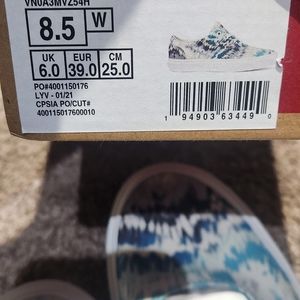 VN0A3MVZ54H
8.5 W
UK EUR CM
6.0 39.0 25.0
PO#4001150176
LYV - 01/21
CPSIA PO/CUT#
400115017600010
1 94903 63449 0